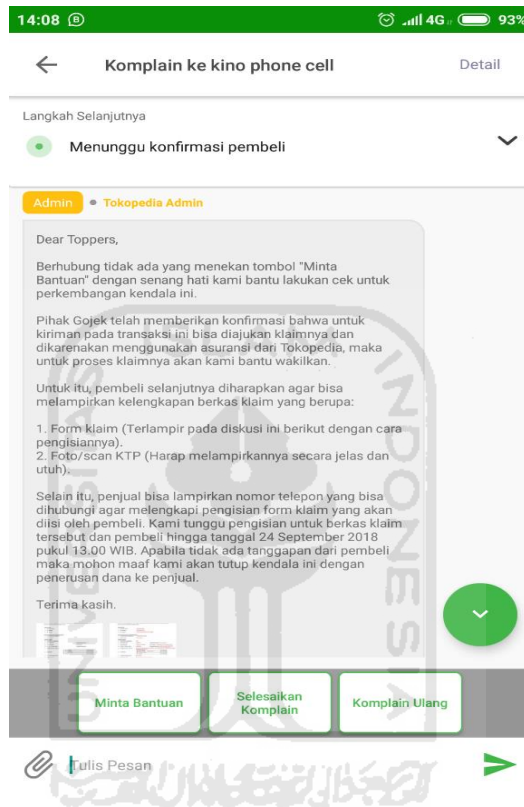 14:08 4G 93%
Komplain ke kino phone cell Detail
Langkah Selanjutnya
Menunggu konfirmasi pembeli
Admin • Tokopedia Admin
Dear Toppers,
Berhubung tidak ada yang menekan tombol "Minta
Bantuan" dengan senang hati kami bantu lakukan cek untuk
perkembangan kendala ini.
Pihak Gojek telah memberikan konfirmasi bahwa untuk
kiriman pada transaksi ini bisa diajukan klaimnya dan
dikarenakan menggunakan asuransi dari Tokopedia, maka
untuk proses klaimnya akan kami bantu wakilkan.
Untuk itu, pembeli selanjutnya diharapkan agar bisa
melampirkan kelengkapan berkas klaim yang berupa:
1. Form klaim (Terlampir pada diskusi ini berikut dengan cara
pengisiannya).
2. Foto/scan KTP (Harap melampirkannya secara jelas dan
utuh).
Selain itu, penjual bisa lampirkan nomor telepon yang bisa
dihubungi agar melengkapi pengisian form klaim yang akan
diisi oleh pembeli. Kami tunggu pengisian untuk berkas klaim
tersebut dan pembeli hingga tanggal 24 September 2018
pukul 13.00 WIB. Apabila tidak ada tanggapan dari pembeli
maka mohon maaf kami akan tutup kendala ini dengan
penerusan dana ke penjual.
Terima kasih.
Minta Bantuan
Selesaikan
Komplain
Komplain Ulang
Tulis Pesan
UNIVERSITAS
ISLAM
INDONESIA